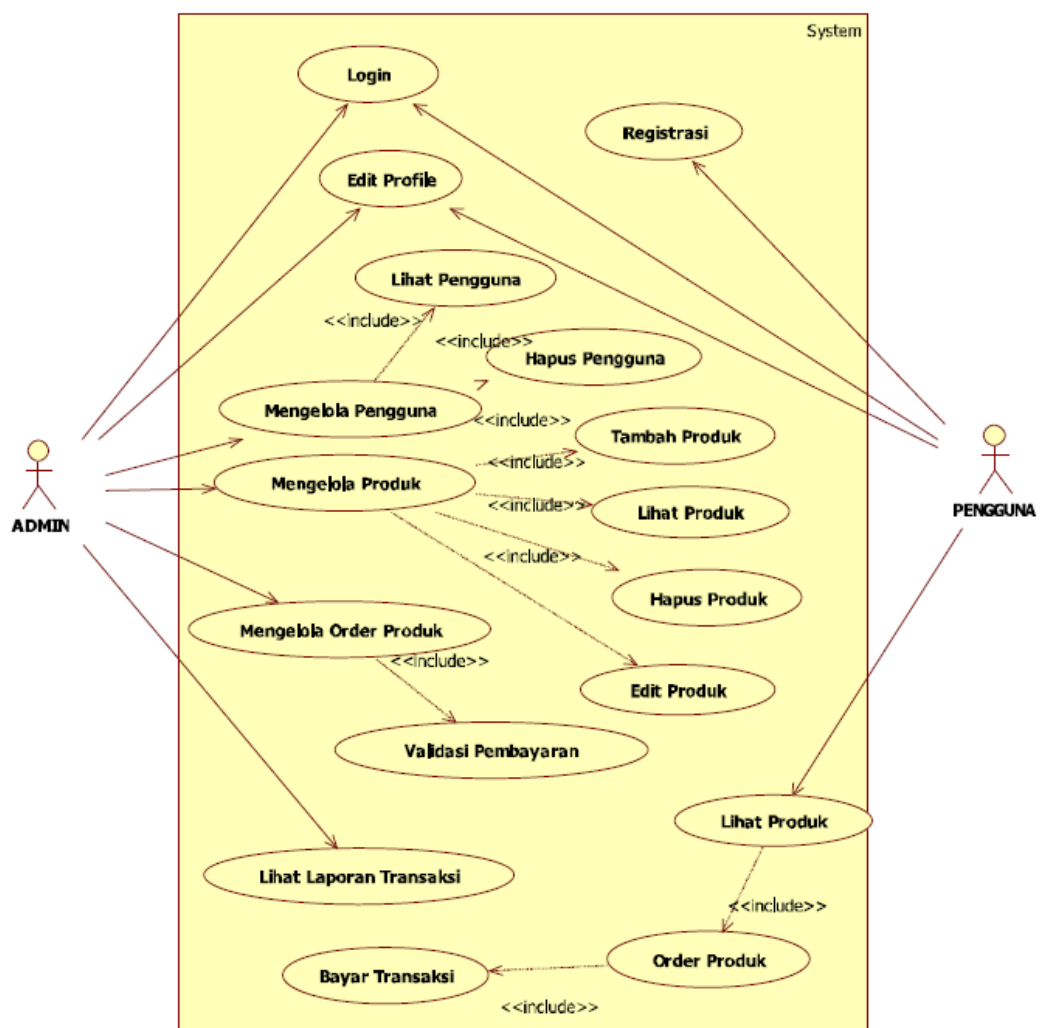 System
Login
Registrasi
Edit Profile
Lihat Pengguna
<<include>>
<<include>>
Hapus Pengguna
Mengelola Pengguna
<<include>>
Tambah Produk
<<include>>
Mengelola Produk
<<include>>
Lihat Produk
ADMIN
PENGGUNA
<<include>>
Hapus Produk
Mengelola Order Produk
<<include>>
Edit Produk
Validasi Pembayaran
Lihat Produk
Lihat Laporan Transaksi
<<include>>
Order Produk
Bayar Transaksi
<<include>>